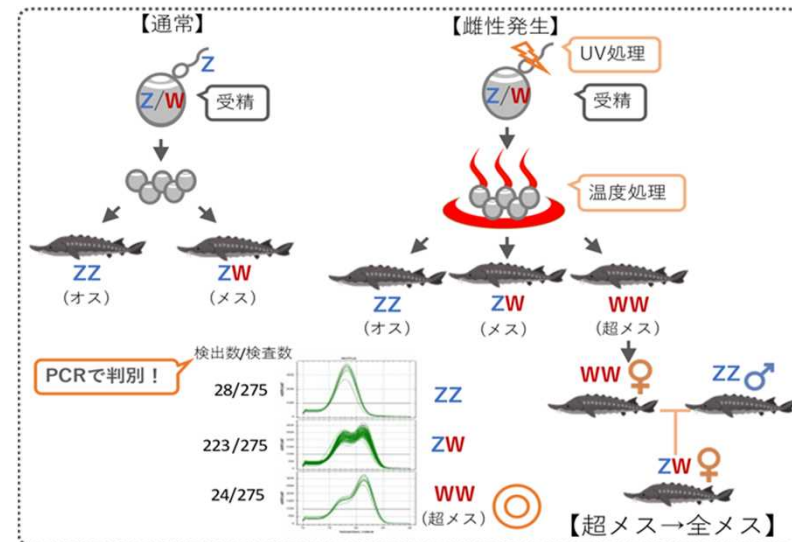 【通常】
Z
Z/W
受精
ZZ
(オス)
ZW
(メス)
【雌性発生】
UV処理
Z/W
受精
温度処理
ZZ
(オス)
ZW
(メス)
WW
(超メス)
PCRで判別！
検出数/検査数
28/275
ZZ
223/275
ZW
24/275
WW
(超メス)
WW♀
ZZ♂
ZW♀
【超メス→全メス】